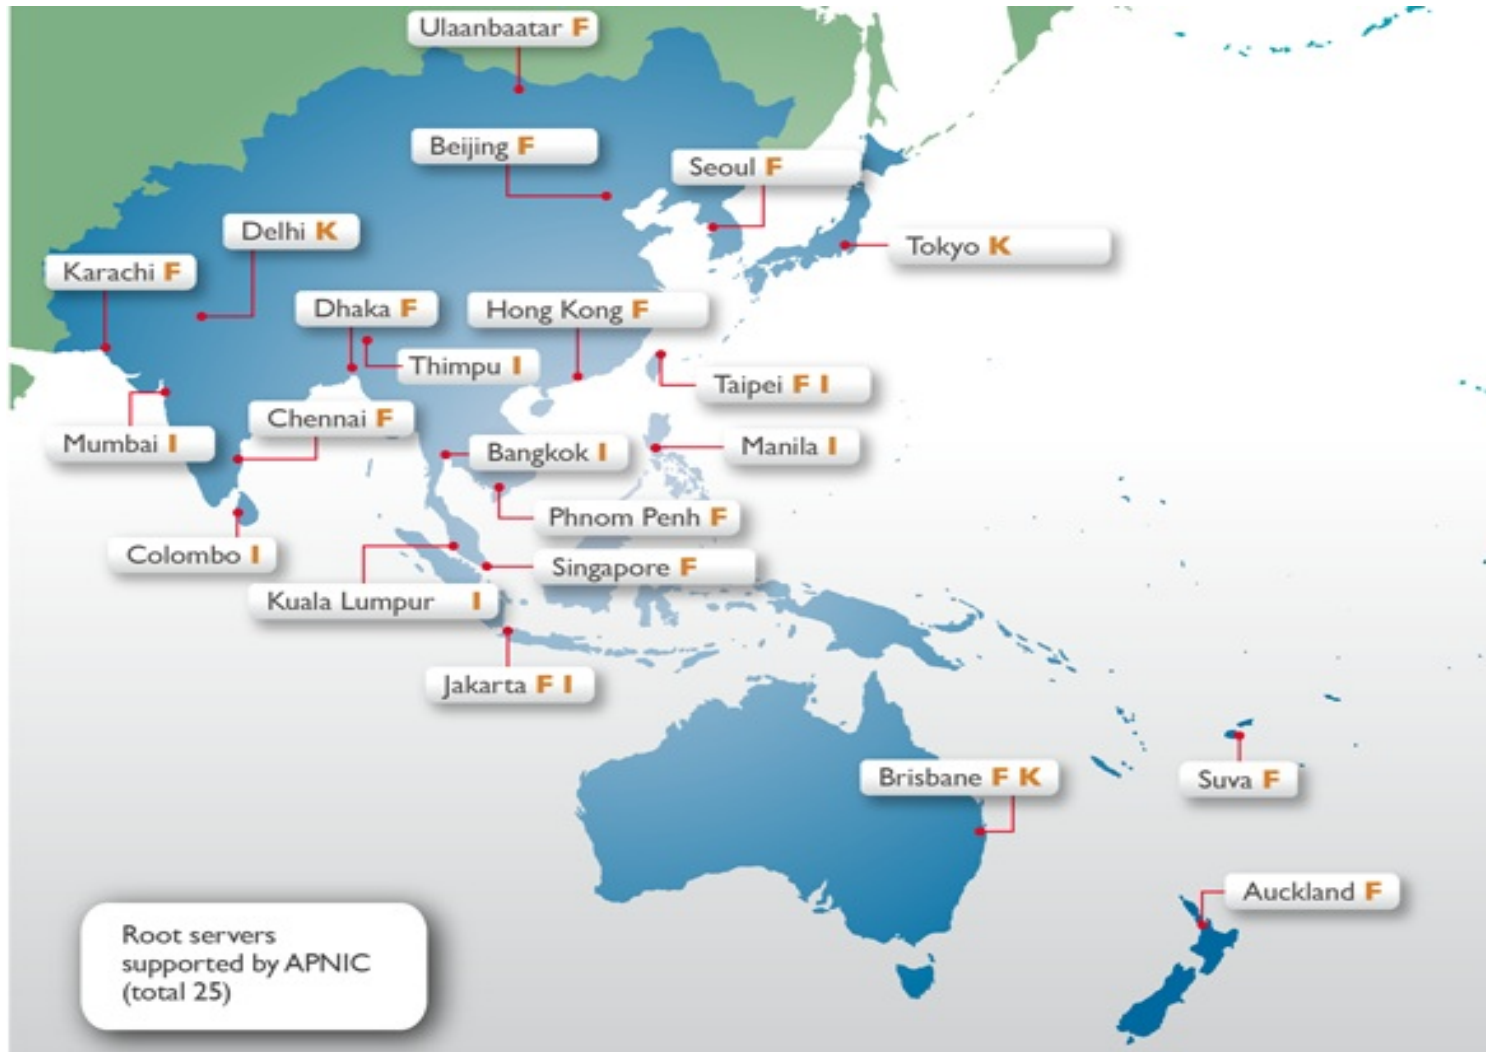 Ulaanbaatar F
Beijing F
Seoul F
Delhi K
Tokyo K
Karachi F
Dhaka F
Hong Kong F
Thimpu I
Taipei F I
Chennai F
Mumbai I
Bangkok I
Manila I
Phnom Penh F
Colombo I
Singapore F
Kuala Lumpur I
Jakarta F I
Brisbane F K
Suva F
Auckland F
Root servers
supported by APNIC
(total 25)